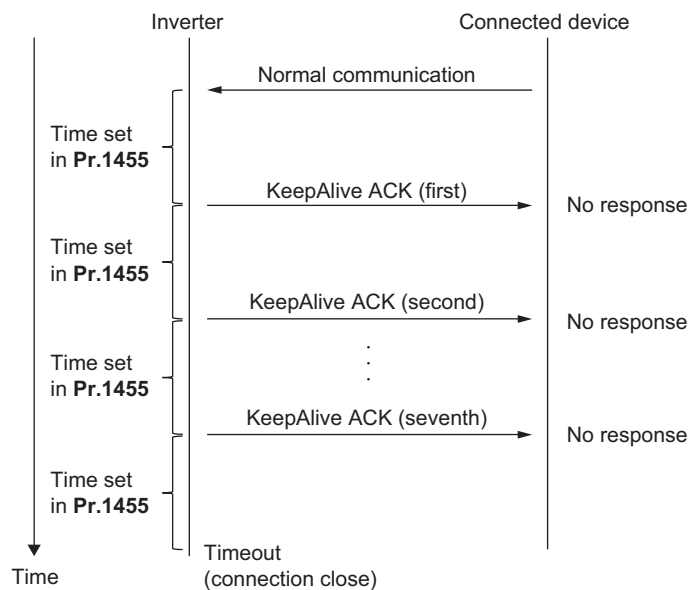 Inverter
Connected device
Normal communication
Time set
in Pr.1455
KeepAlive ACK (first)
No response
Time set
in Pr.1455
KeepAlive ACK (second)
No response
Time set
in Pr.1455
KeepAlive ACK (seventh)
No response
Time set
in Pr.1455
Timeout
(connection close)
Time